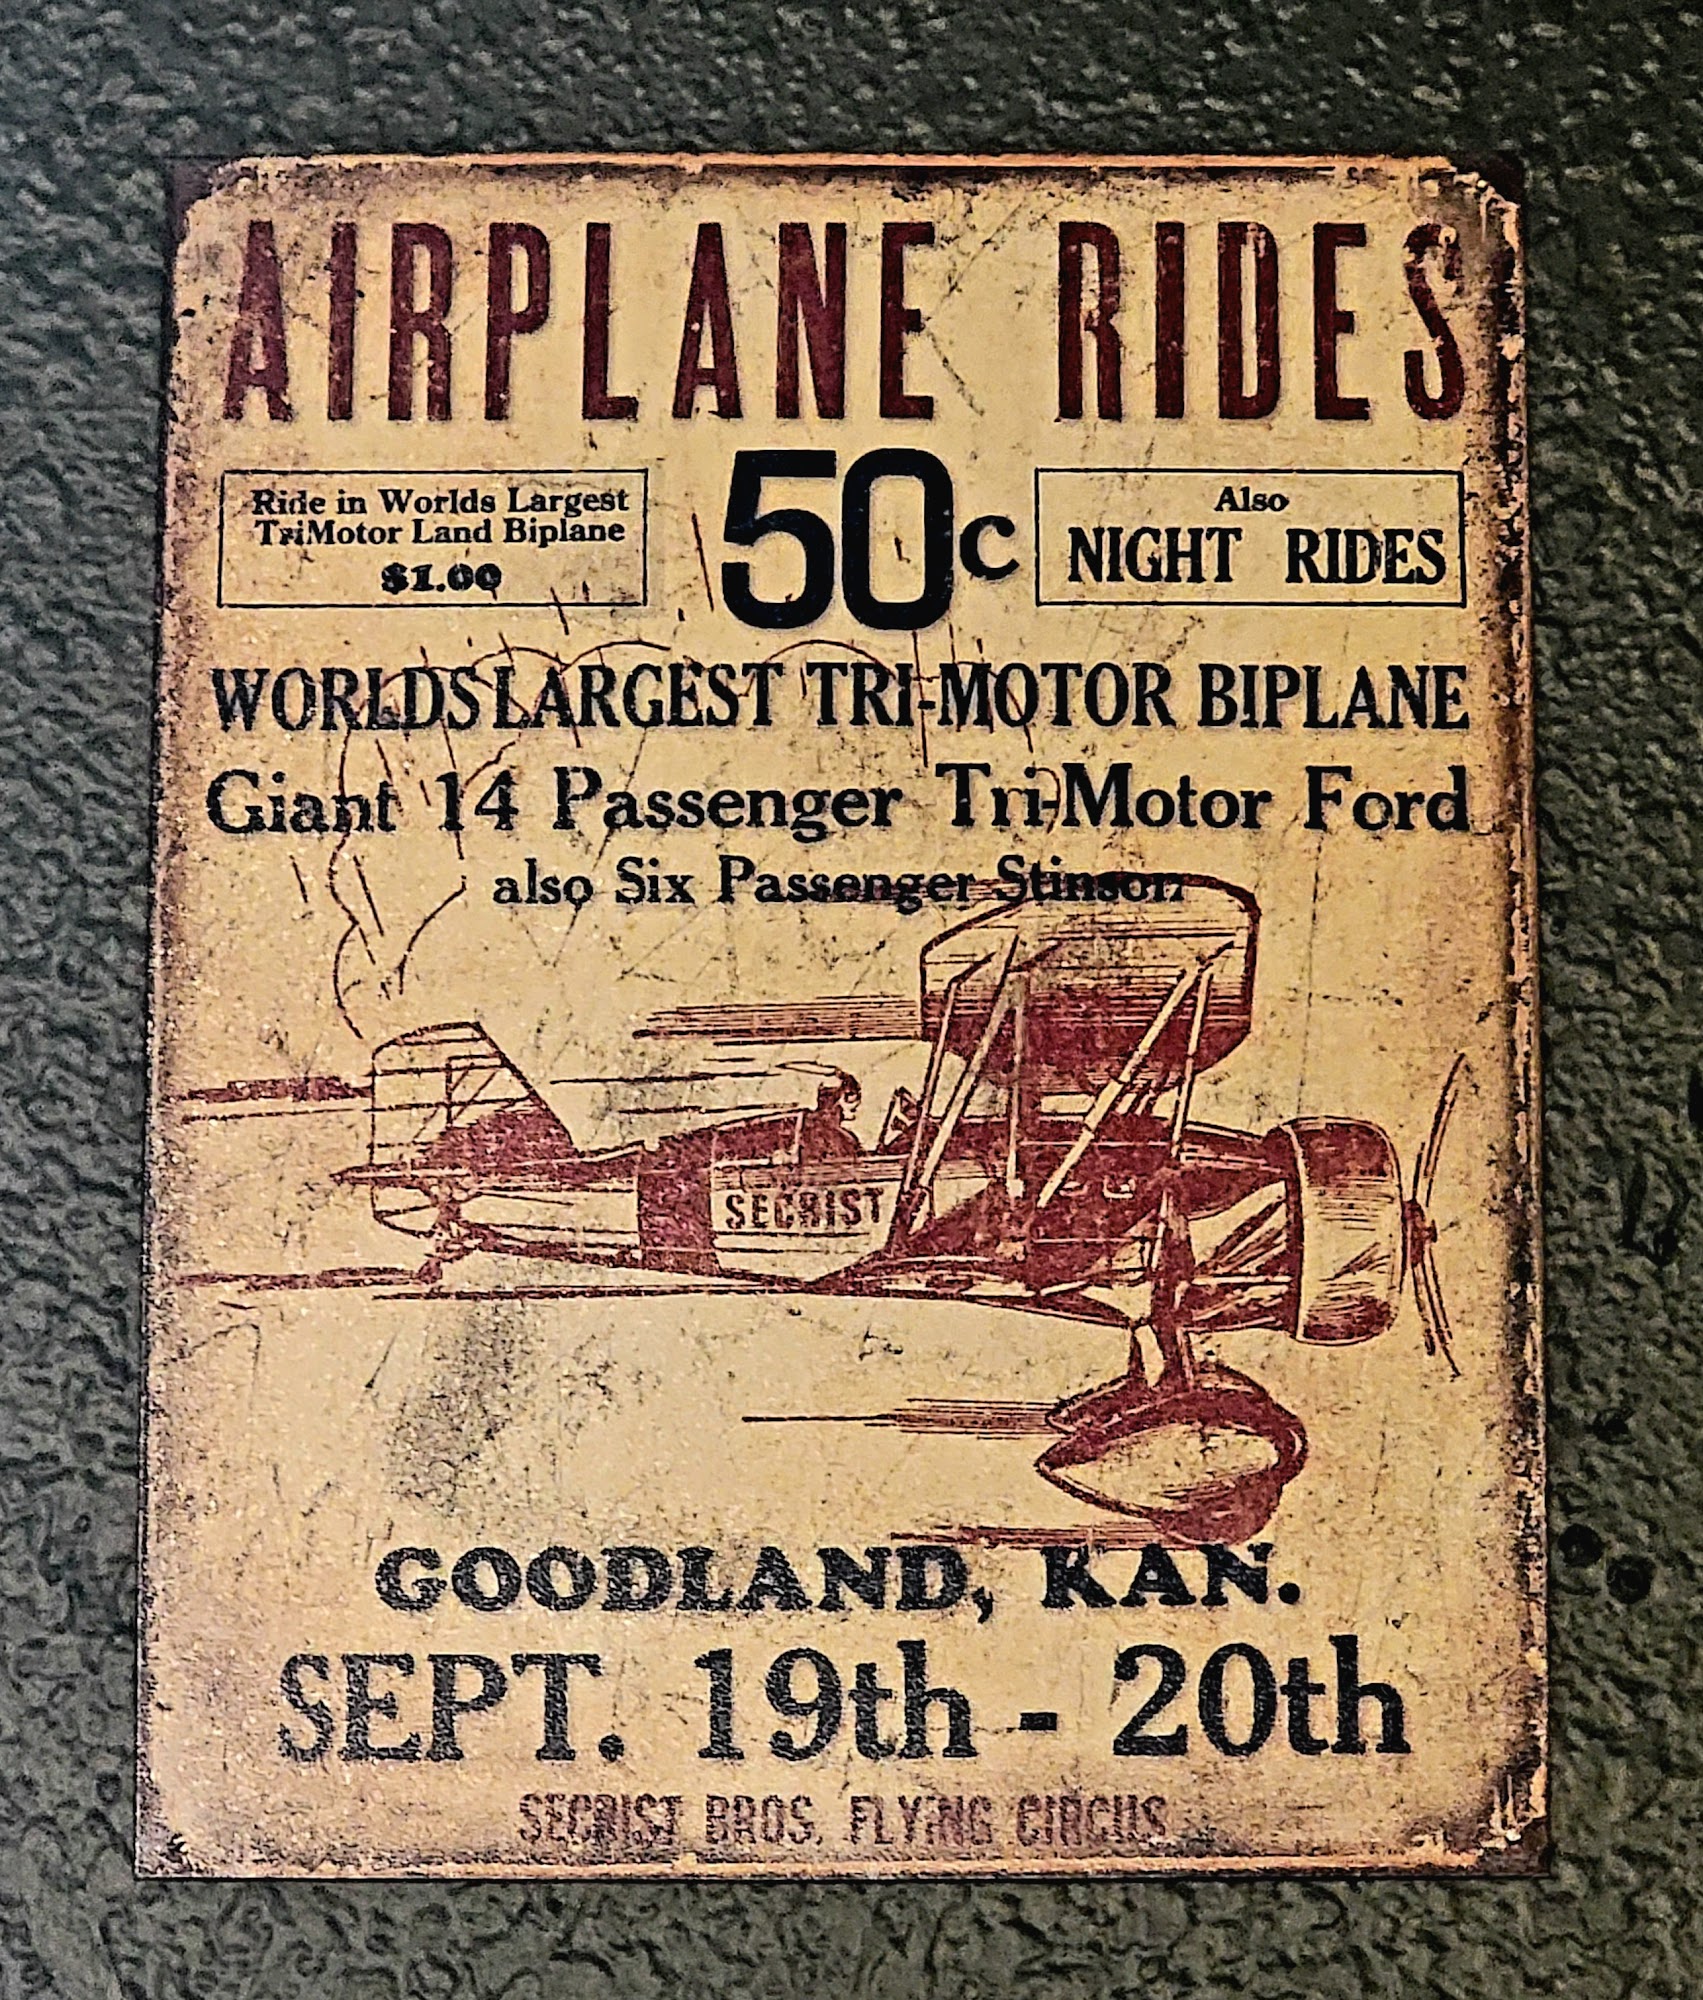 AIRPLANE RIDES
Ride in Worlds Largest
TriMotor Land Biplane
$1.00
50c
Also
NIGHT RIDES
WORLDS LARGEST TRI-MOTOR BIPLANE
Giant 14 Passenger Tri-Motor Ford
also Six Passenger Stinson
SECRIST
GOODLAND, KAN.
SEPT. 19th - 20th
SECRIST BROS. FLYING CIRCUS